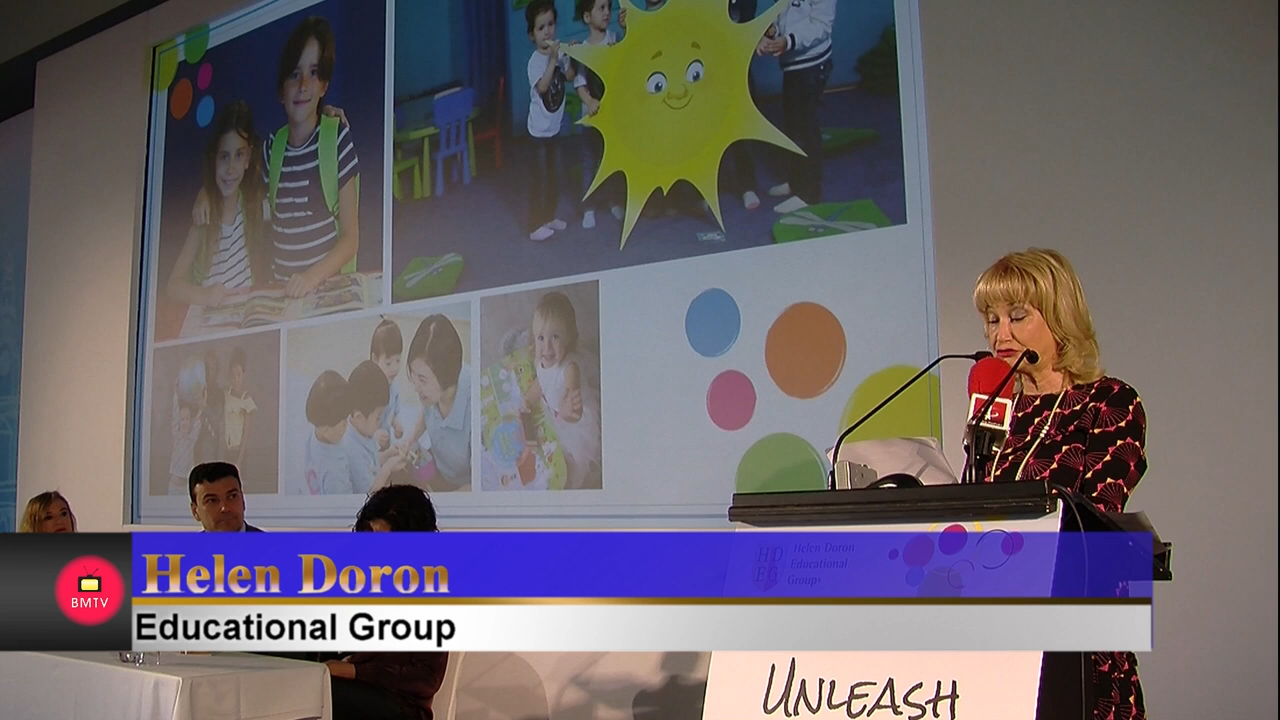 BMTV
Helen Doron
Educational Group
HD
EG
Helen Doron
Educational
Group
UNLEASH